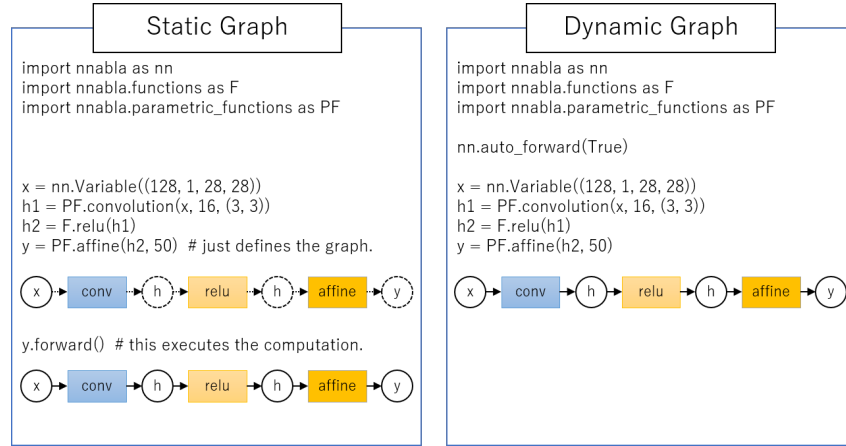 Static Graph
import nnabla as nn
import nnabla.functions as F
import nnabla.parametric_functions as PF
x = nn.Variable((128, 1, 28, 28))
h1 = PF.convolution(x, 16, (3, 3))
h2 = F.relu(h1)
y = PF.affine(h2, 50)  # just defines the graph.
x conv h relu h affine y
y.forward()  # this executes the computation.
x conv h relu h affine y
Dynamic Graph
import nnabla as nn
import nnabla.functions as F
import nnabla.parametric_functions as PF
nn.auto_forward(True)
x = nn.Variable((128, 1, 28, 28))
h1 = PF.convolution(x, 16, (3, 3))
h2 = F.relu(h1)
y = PF.affine(h2, 50)
x conv h relu h affine y